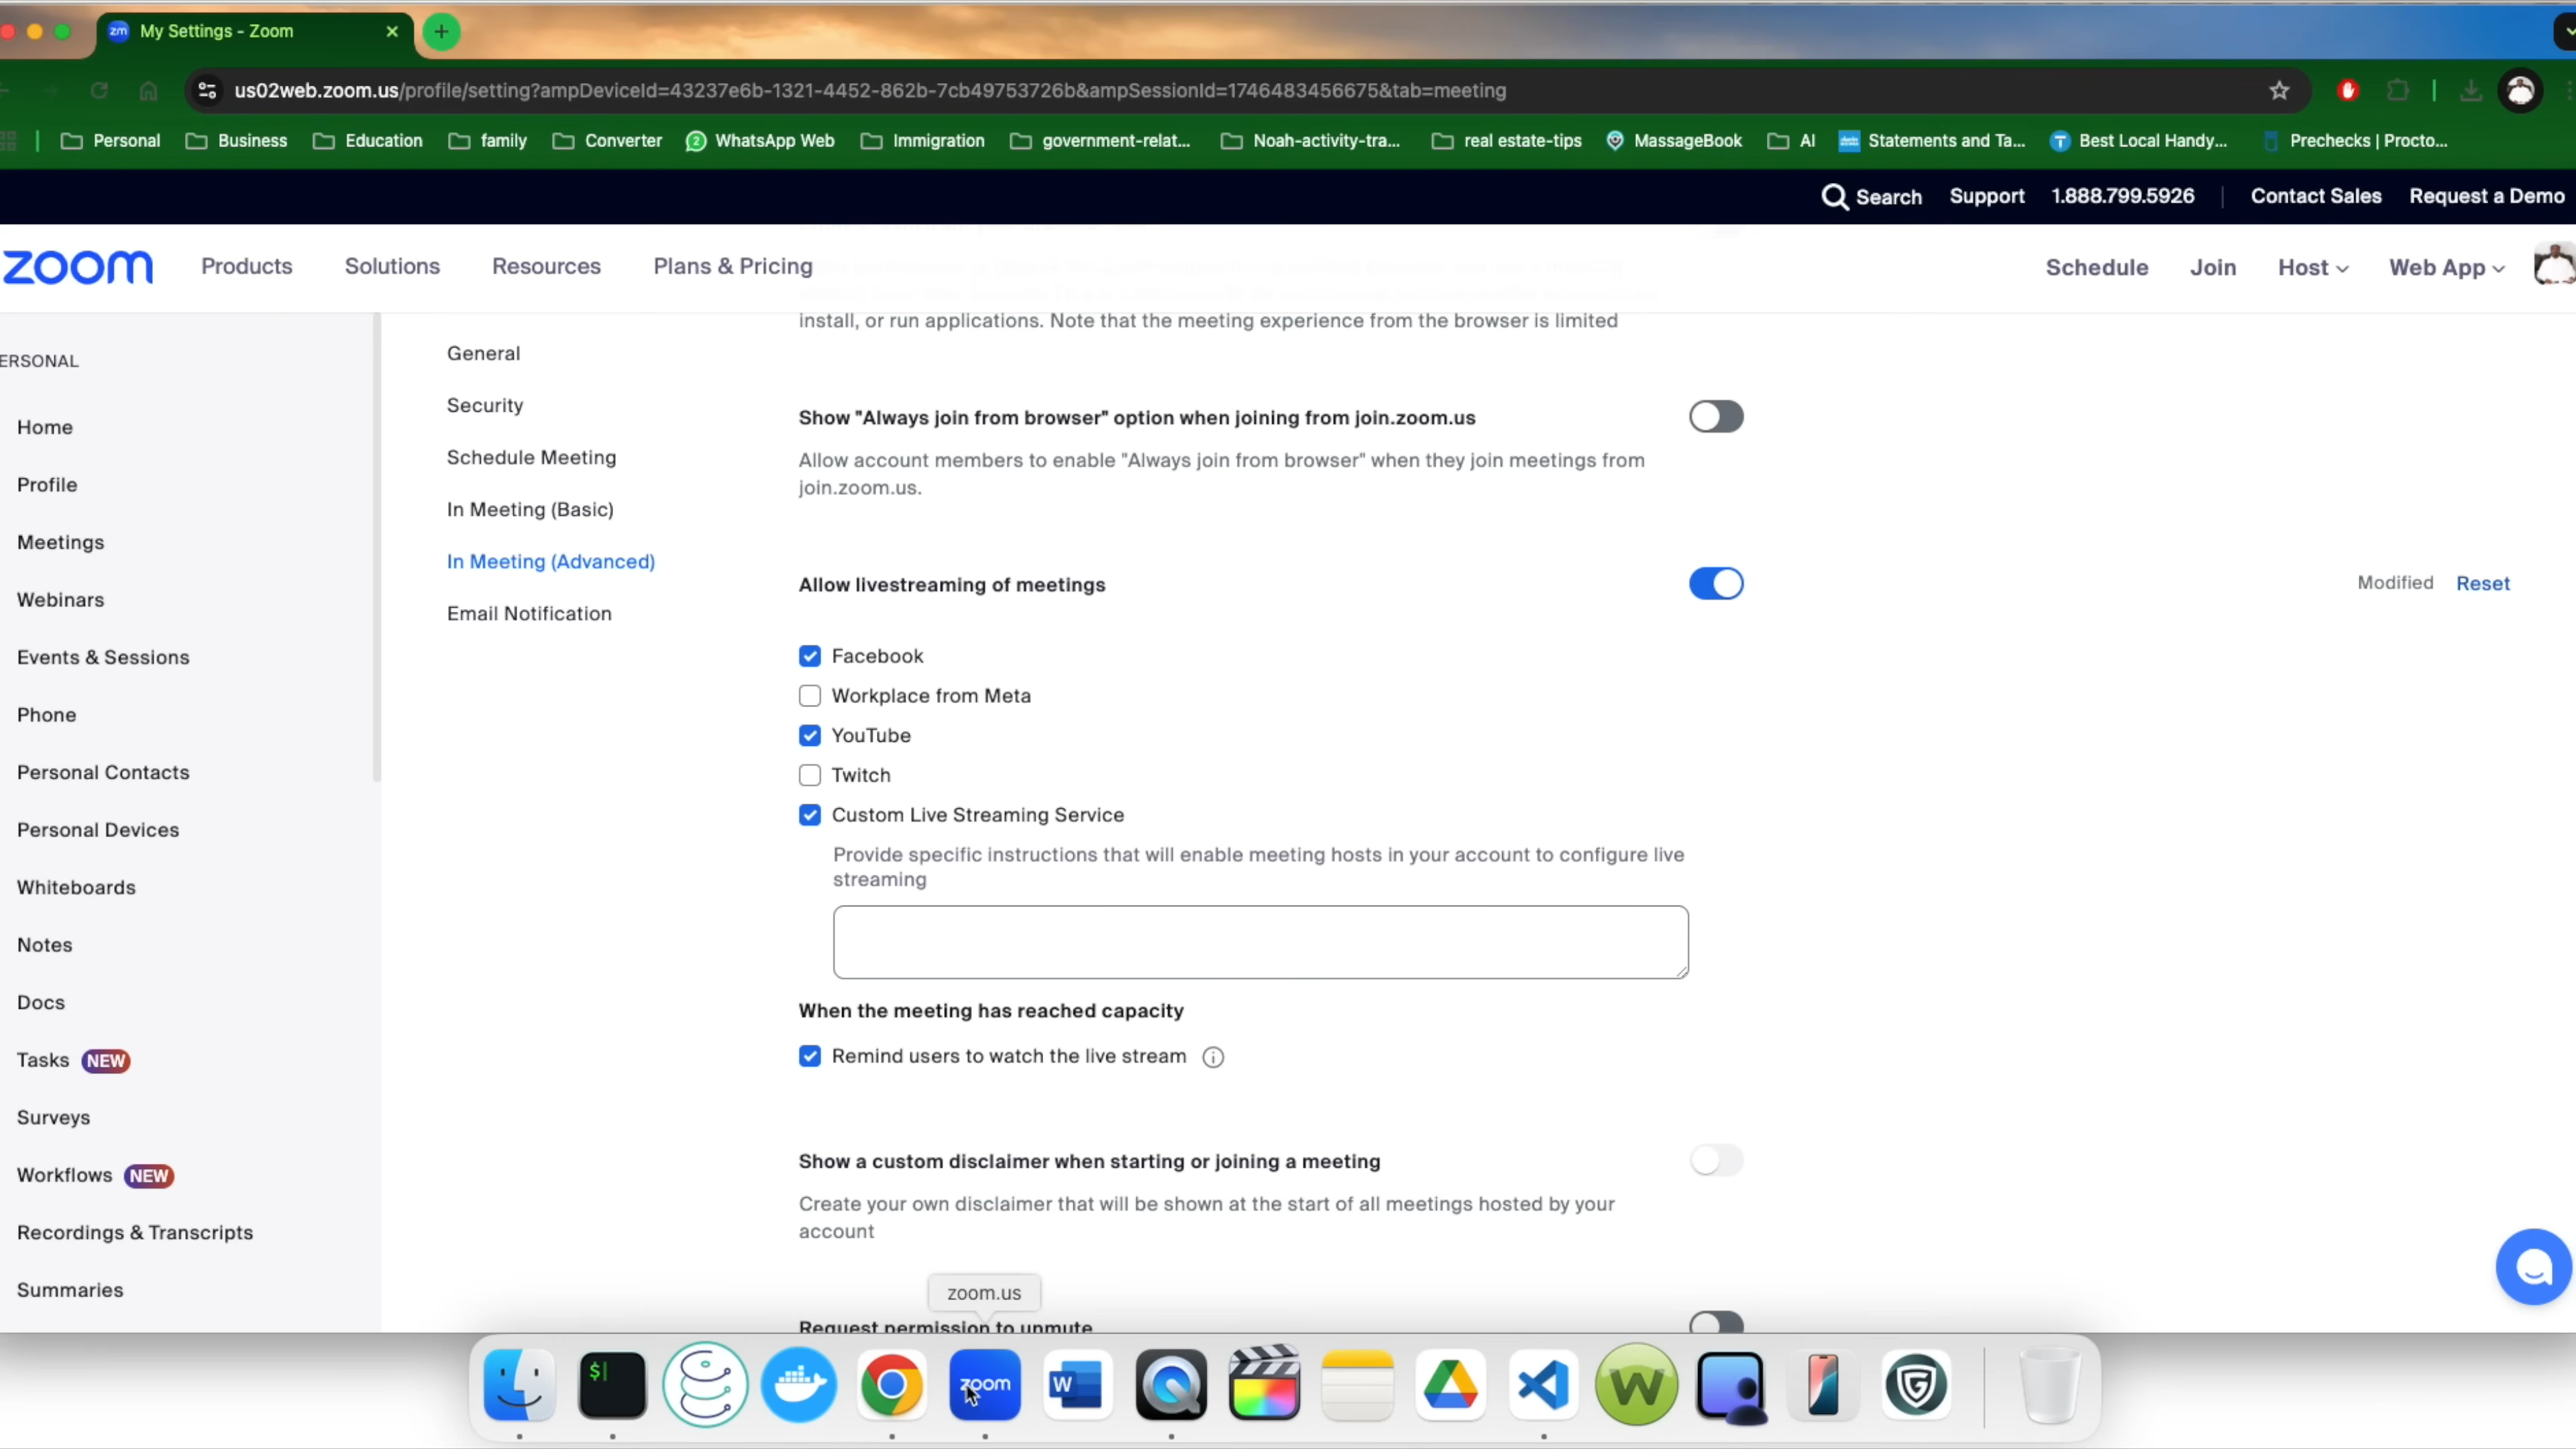 zm My Settings - Zoom
us02web.zoom.us/profile/setting?ampDeviceId=43237e6b-1321-4452-862b-7cb49753726b&ampSessionId=1746483456675&tab=meeting
Personal Business Education family Converter WhatsApp Web Immigration government-relat... Noah-activity-tra... real estate-tips MassageBook AI Statements and Ta... Best Local Handy... Prechecks | Procto...
Search Support 1.888.799.5926 Contact Sales Request a Demo
zoom Products Solutions Resources Plans & Pricing Schedule Join Host Web App
install, or run applications. Note that the meeting experience from the browser is limited
ERSONAL
Home
Profile
Meetings
Webinars
Events & Sessions
Phone
Personal Contacts
Personal Devices
Whiteboards
Notes
Docs
Tasks NEW
Surveys
Workflows NEW
Recordings & Transcripts
Summaries
General
Security
Schedule Meeting
In Meeting (Basic)
In Meeting (Advanced)
Email Notification
Show "Always join from browser" option when joining from join.zoom.us
Allow account members to enable "Always join from browser" when they join meetings from
join.zoom.us.
Allow livestreaming of meetings
Modified Reset
Facebook
Workplace from Meta
YouTube
Twitch
Custom Live Streaming Service
Provide specific instructions that will enable meeting hosts in your account to configure live
streaming
When the meeting has reached capacity
Remind users to watch the live stream
Show a custom disclaimer when starting or joining a meeting
Create your own disclaimer that will be shown at the start of all meetings hosted by your
account
Request permission to unmute
zoom.us
$
zoom
W
W
G